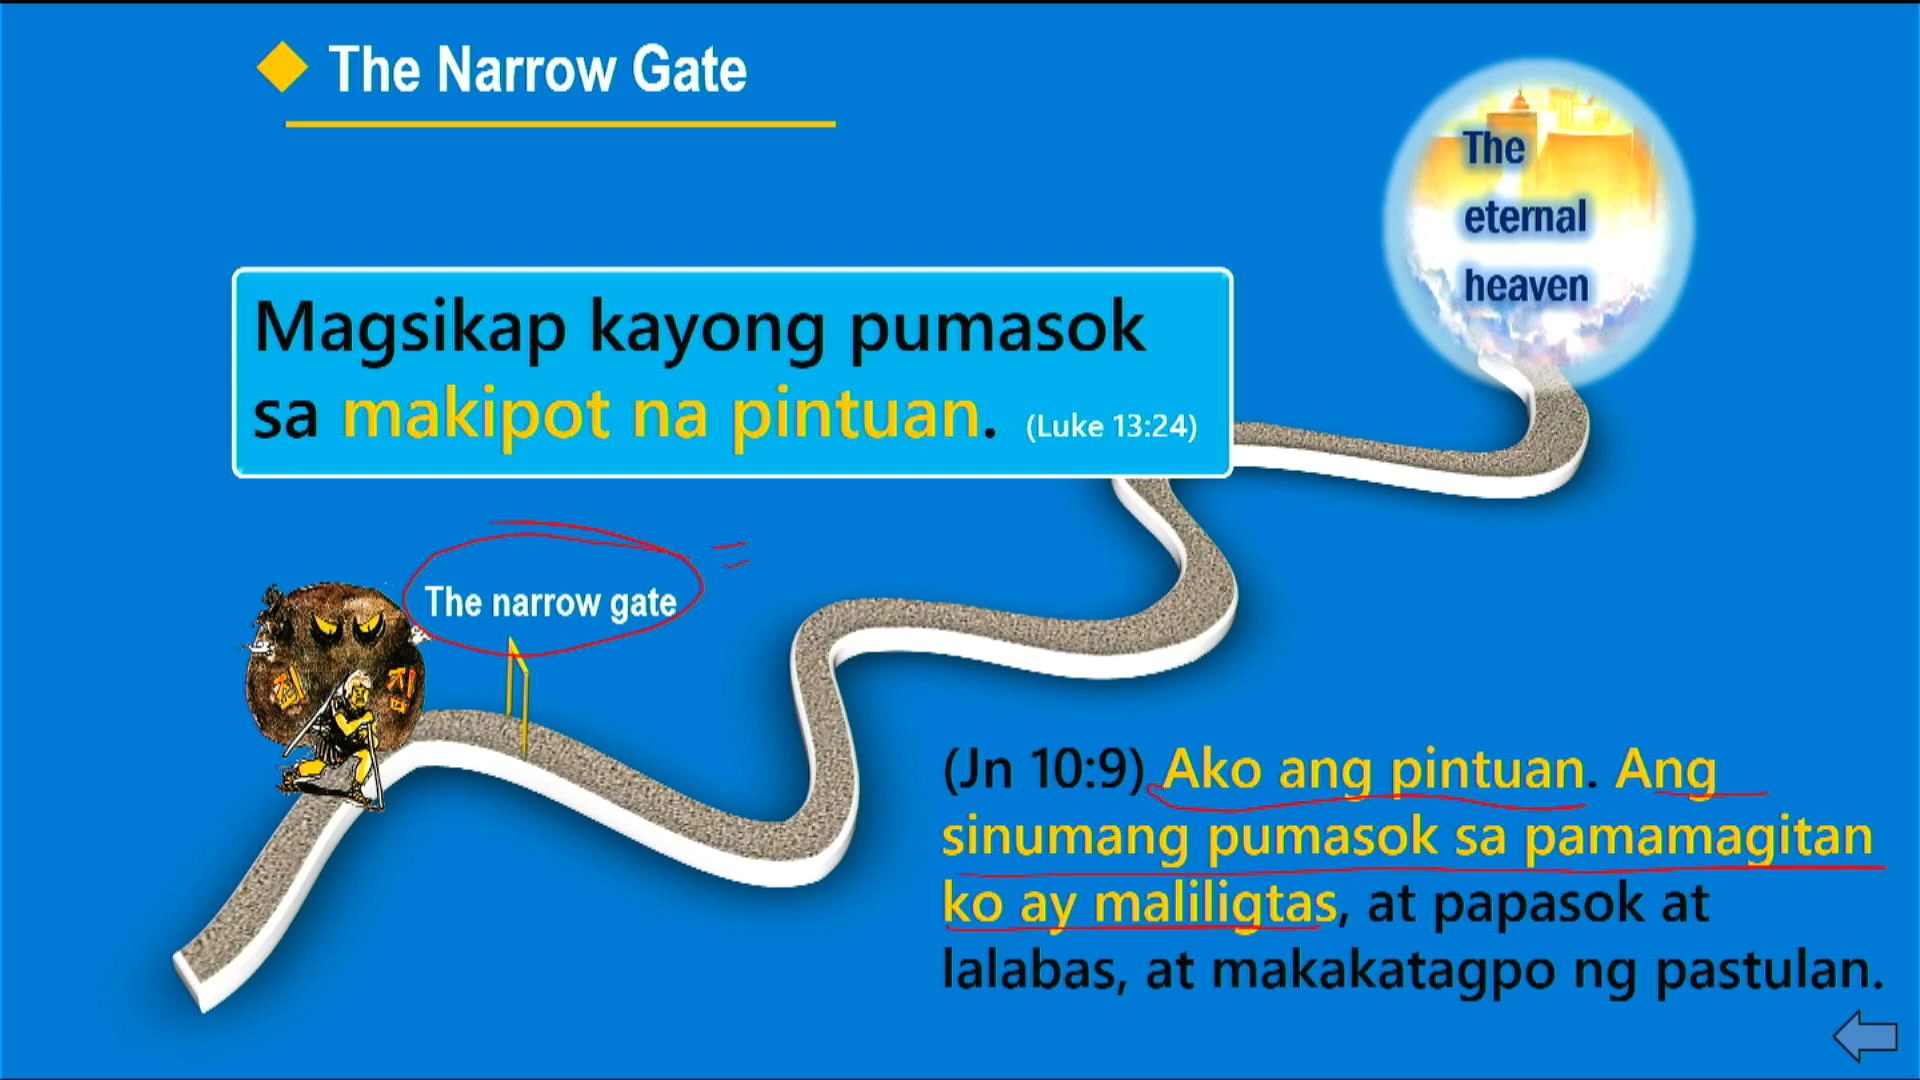 The Narrow Gate
The
eternal
heaven
Magsikap kayong pumasok
sa makipot na pintuan. (Luke 13:24)
The narrow gate
죄 짐
(Jn 10:9) Ako ang pintuan. Ang
sinumang pumasok sa pamamagitan
ko ay maliligtas, at papasok at
lalabas, at makakatagpo ng pastulan.